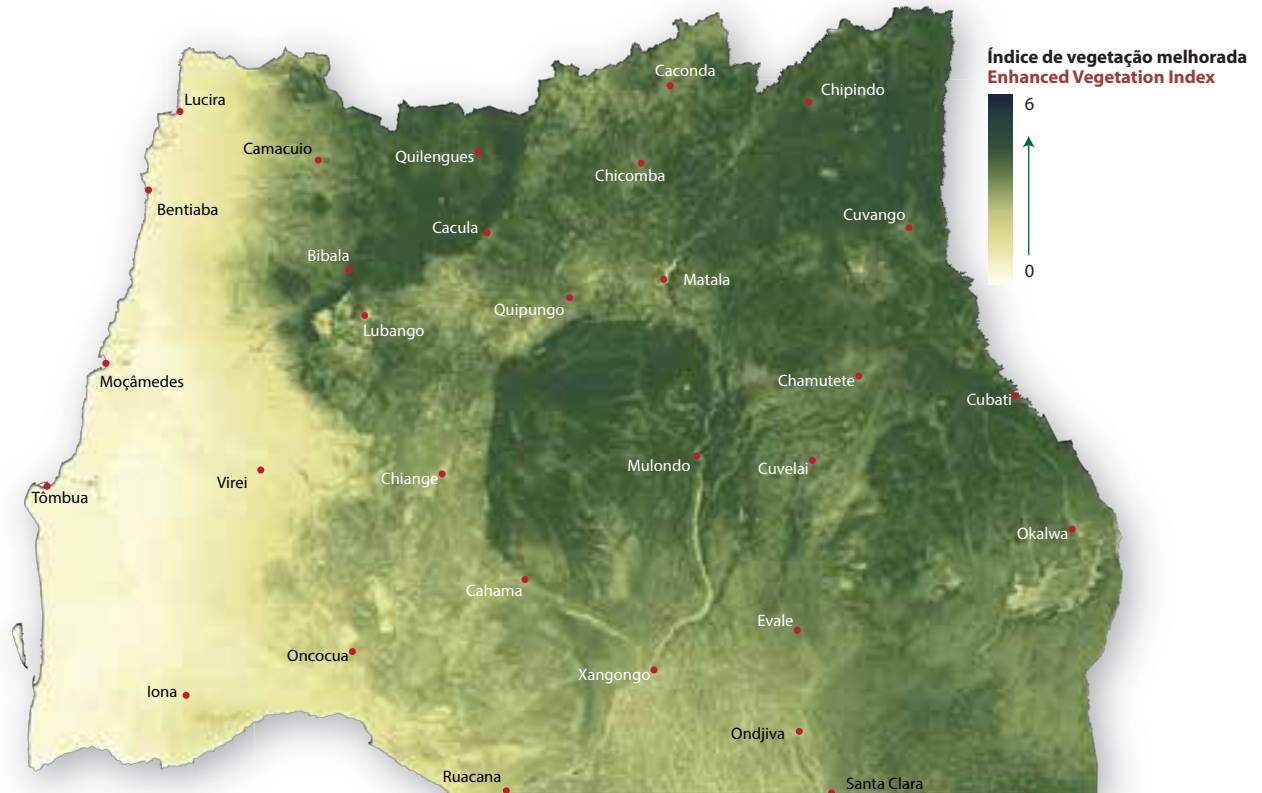 Índice de vegetação melhorada
Enhanced Vegetation Index
6
0
Caconda
Chipindo
Lucira
Camacuio
Quilengues
Chicomba
Bentiaba
Cuvango
Cacula
Bibala
Matala
Quipungo
Lubango
Moçâmedes
Chamutete
Cubati
Mulondo
Cuvelai
Virei
Chiange
Tômbua
Okalwa
Cahama
Evale
Oncocua
Xangongo
Iona
Ondjiva
Ruacana
Santa Clara